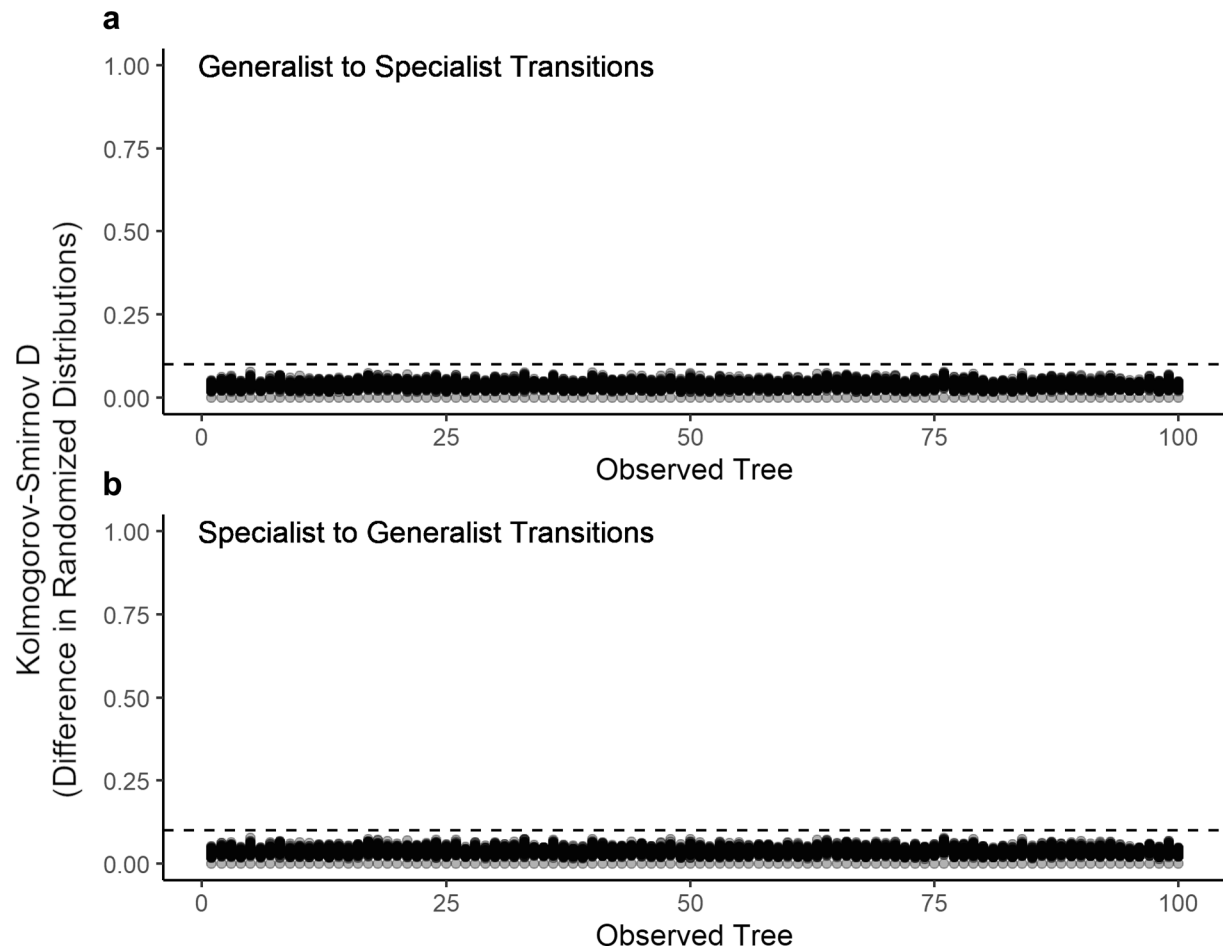 a
Generalist to Specialist Transitions
1.00
0.75
0.50
0.25
0.00
0 25 50 75 100
Observed Tree
Kolmogorov-Smirnov D
(Difference in Randomized Distributions)
b
Specialist to Generalist Transitions
1.00
0.75
0.50
0.25
0.00
0 25 50 75 100
Observed Tree